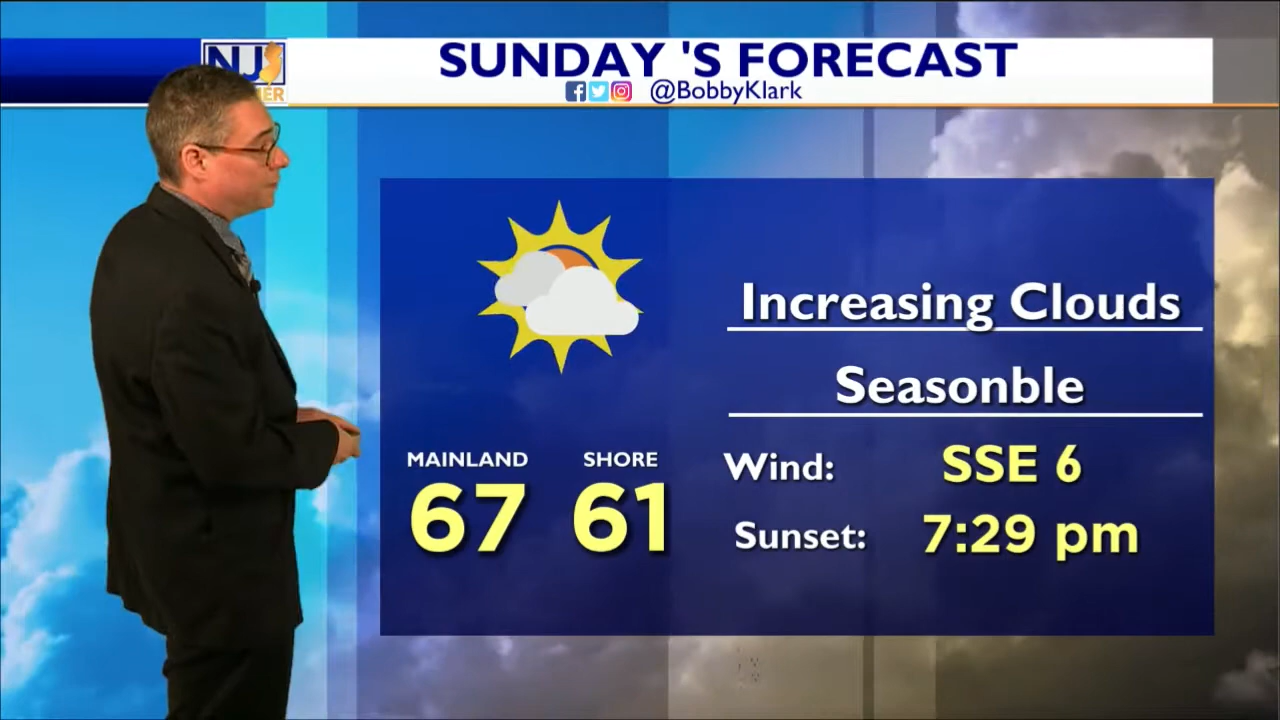 NJ
SUNDAY 'S FORECAST
@BobbyKlark
Increasing Clouds
Seasonble
MAINLAND SHORE
67 61
Wind: SSE 6
Sunset: 7:29 pm